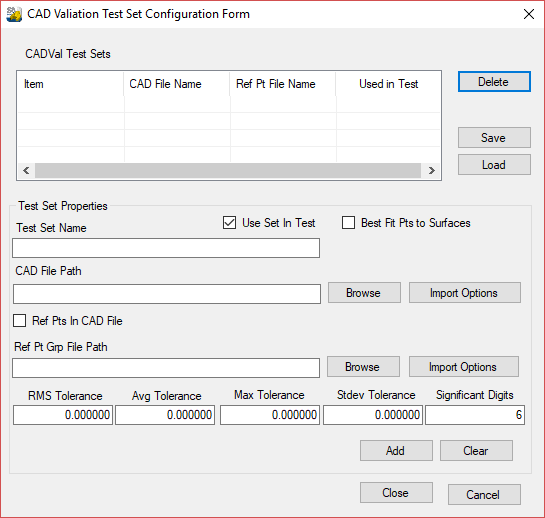 CAD Valiation Test Set Configuration Form
CADVal Test Sets
Item CAD File Name Ref Pt File Name Used in Test
Delete
Save
Load
Test Set Properties
Test Set Name
Use Set In Test
Best Fit Pts to Surfaces
CAD File Path
Browse
Import Options
Ref Pts In CAD File
Ref Pt Grp File Path
Browse
Import Options
RMS Tolerance Avg Tolerance Max Tolerance Stdev Tolerance Significant Digits
0.000000 0.000000 0.000000 0.000000 6
Add
Clear
Close
Cancel